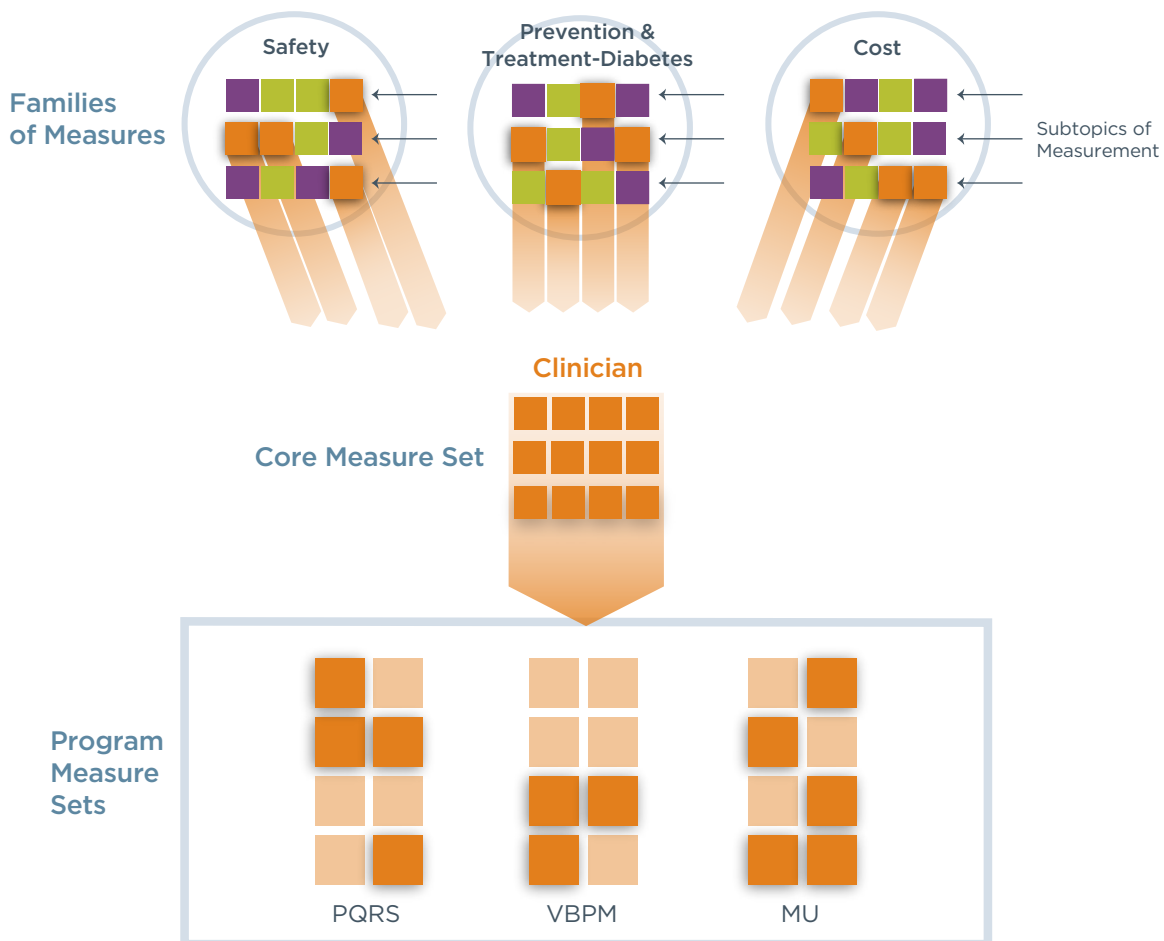 Safety
Prevention &
Treatment-Diabetes
Cost
Families
of Measures
Subtopics of
Measurement
Clinician
Core Measure Set
Program
Measure
Sets
PQRS
VBPM
MU